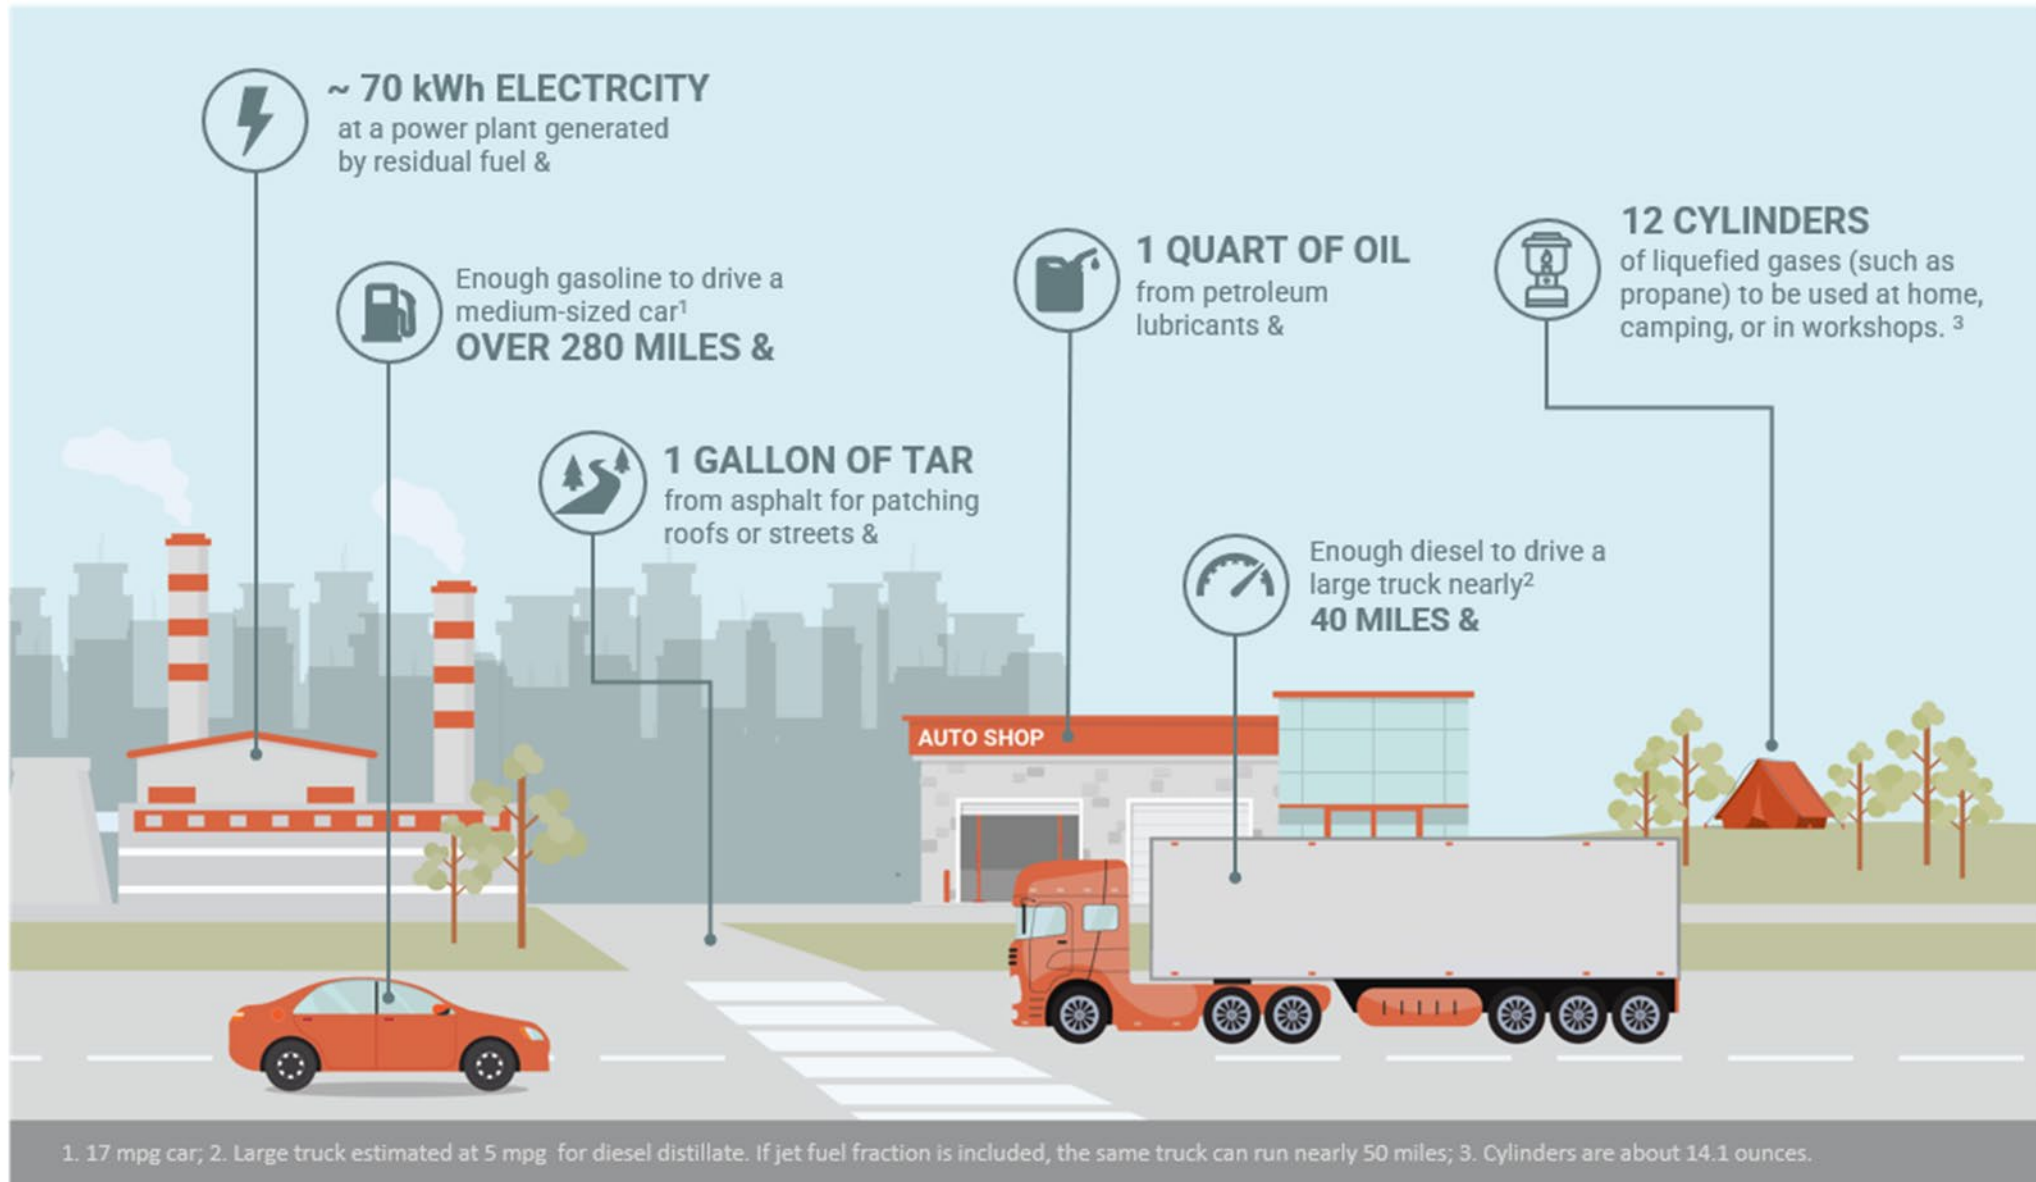 ~ 70 kWh ELECTRCITY
at a power plant generated
by residual fuel &
Enough gasoline to drive a
medium-sized car¹
OVER 280 MILES &
1 GALLON OF TAR
from asphalt for patching
roofs or streets &
1 QUART OF OIL
from petroleum
lubricants &
Enough diesel to drive a
large truck nearly²
40 MILES &
12 CYLINDERS
of liquefied gases (such as
propane) to be used at home,
camping, or in workshops. ³
AUTO SHOP
1. 17 mpg car; 2. Large truck estimated at 5 mpg for diesel distillate. If jet fuel fraction is included, the same truck can run nearly 50 miles; 3. Cylinders are about 14.1 ounces.